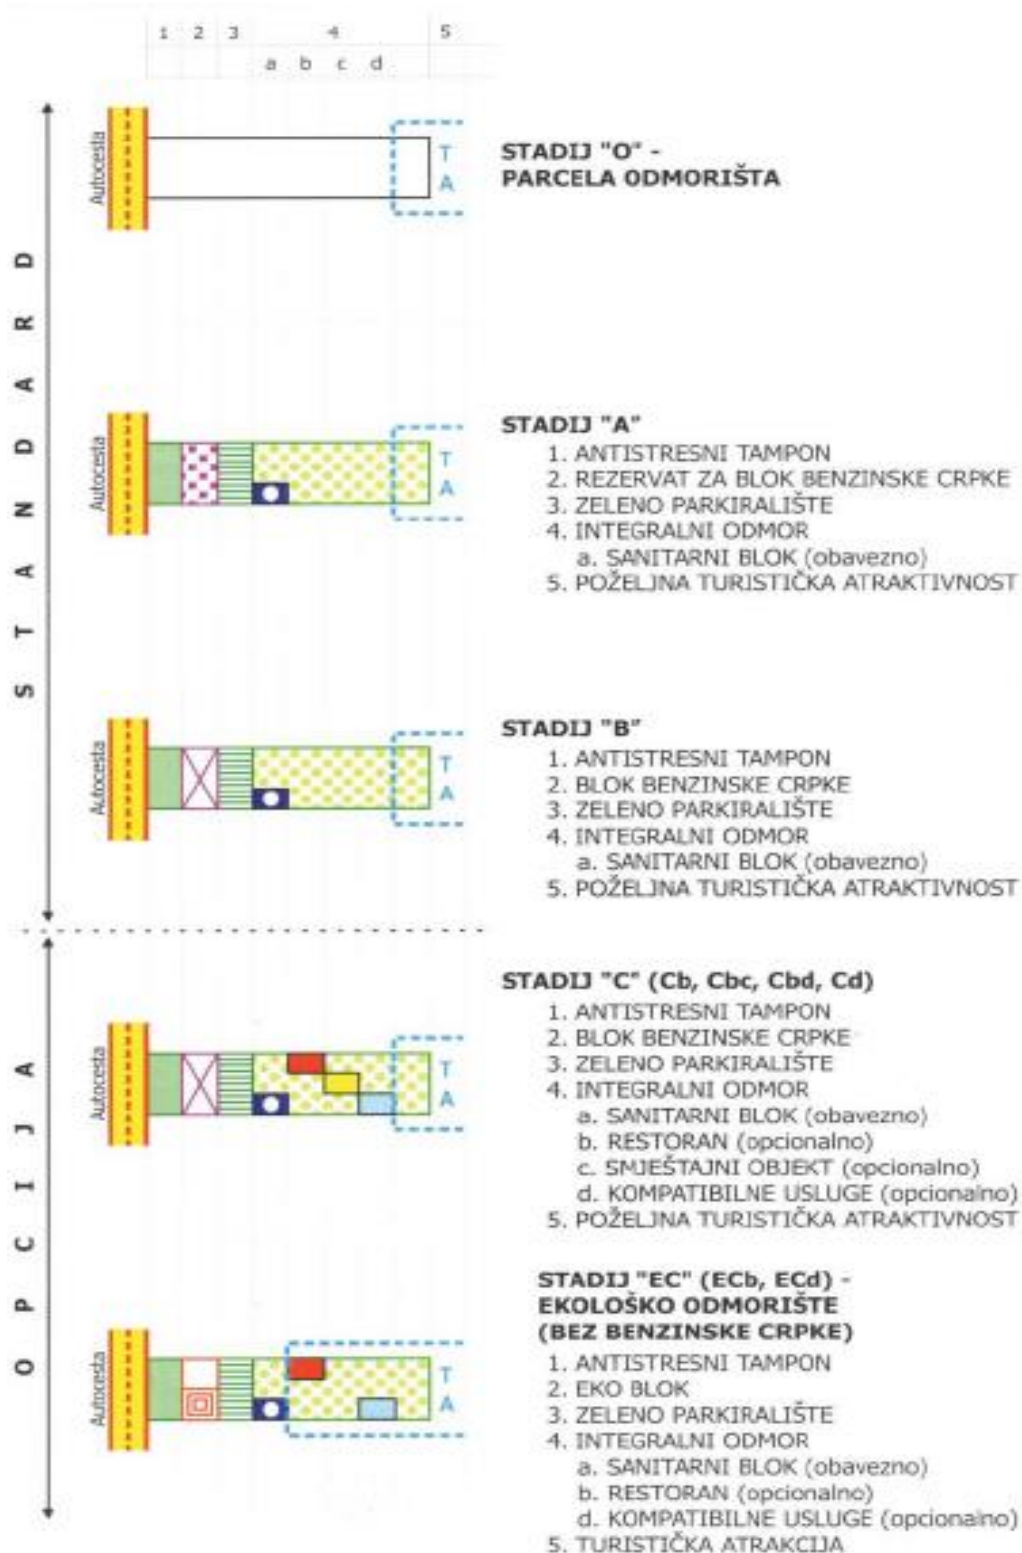 1 2 3 4 5
a b c d
STANDARD
Autocesta
T
A
STADIJ "O" -
PARCELA ODMORIŠTA
Autocesta
T
A
STADIJ "A"
1. ANTISTRESNI TAMPON
2. REZERVAT ZA BLOK BENZINSKE CRPKE
3. ZELENO PARKIRALIŠTE
4. INTEGRALNI ODMOR
a. SANITARNI BLOK (obavezno)
5. POŽELJNA TURISTIČKA ATRAKTIVNOST
Autocesta
T
A
STADIJ "B"
1. ANTISTRESNI TAMPON
2. BLOK BENZINSKE CRPKE
3. ZELENO PARKIRALIŠTE
4. INTEGRALNI ODMOR
a. SANITARNI BLOK (obavezno)
5. POŽELJNA TURISTIČKA ATRAKTIVNOST
OPCIJA
Autocesta
T
A
STADIJ "C" (Cb, Cbc, Cbd, Cd)
1. ANTISTRESNI TAMPON
2. BLOK BENZINSKE CRPKE
3. ZELENO PARKIRALIŠTE
4. INTEGRALNI ODMOR
a. SANITARNI BLOK (obavezno)
b. RESTORAN (opcionalno)
c. SMJEŠTAJNI OBJEKT (opcionalno)
d. KOMPATIBILNE USLUGE (opcionalno)
5. POŽELJNA TURISTIČKA ATRAKTIVNOST
Autocesta
T
A
STADIJ "EC" (ECb, ECd) -
EKOLOŠKO ODMORIŠTE
(BEZ BENZINSKE CRPKE)
1. ANTISTRESNI TAMPON
2. EKO BLOK
3. ZELENO PARKIRALIŠTE
4. INTEGRALNI ODMOR
a. SANITARNI BLOK (obavezno)
b. RESTORAN (opcionalno)
d. KOMPATIBILNE USLUGE (opcionalno)
5. TURISTIČKA ATRAKCIJA